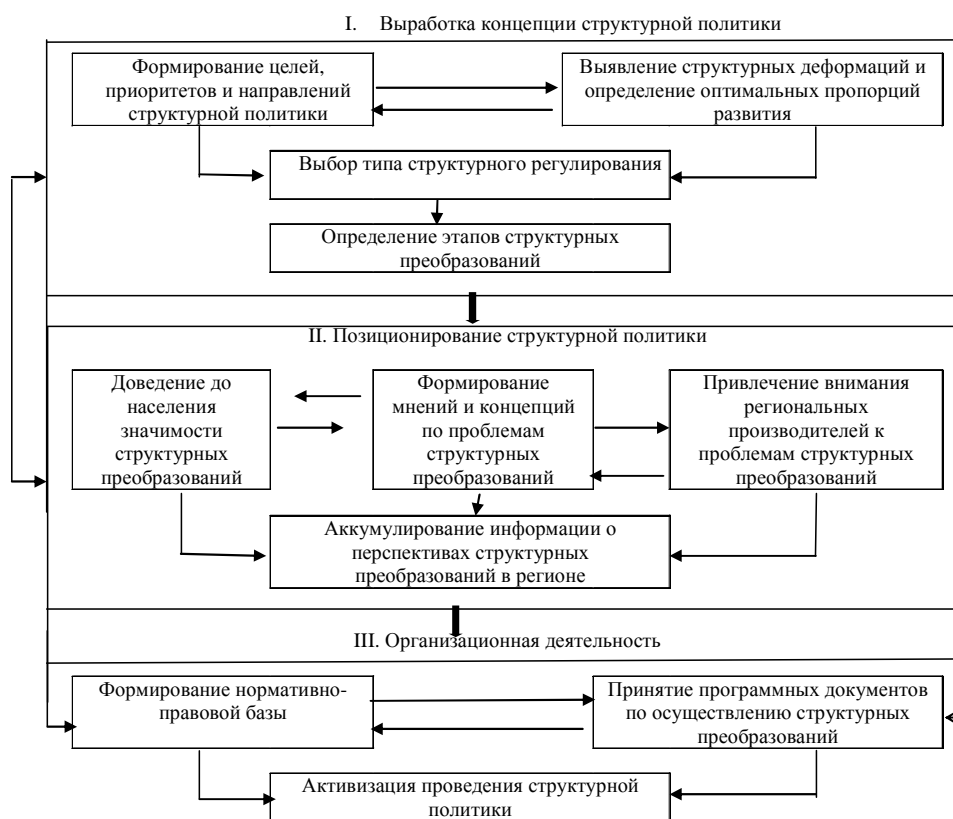 I. Выработка концепции структурной политики
Формирование целей,
приоритетов и направлений
структурной политики
Выявление структурных деформаций и
определение оптимальных пропорций
развития
Выбор типа структурного регулирования
Определение этапов структурных
преобразований
II. Позиционирование структурной политики
Доведение до
населения
значимости
структурных
преобразований
Формирование
мнений и концепций
по проблемам
структурных
преобразований
Привлечение внимания
региональных
производителей к
проблемам структурных
преобразований
Аккумулирование информации о
перспективах структурных
преобразований в регионе
III. Организационная деятельность
Формирование нормативно-
правовой базы
Принятие программных документов
по осуществлению структурных
преобразований
Активизация проведения структурной
политики